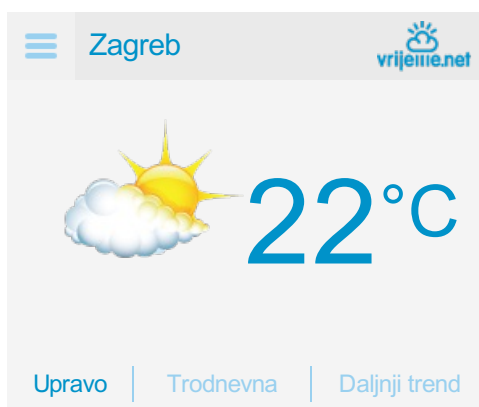 Zagreb
vrijeme.net
22°C
Upravo
Trodnevna
Daljnji trend